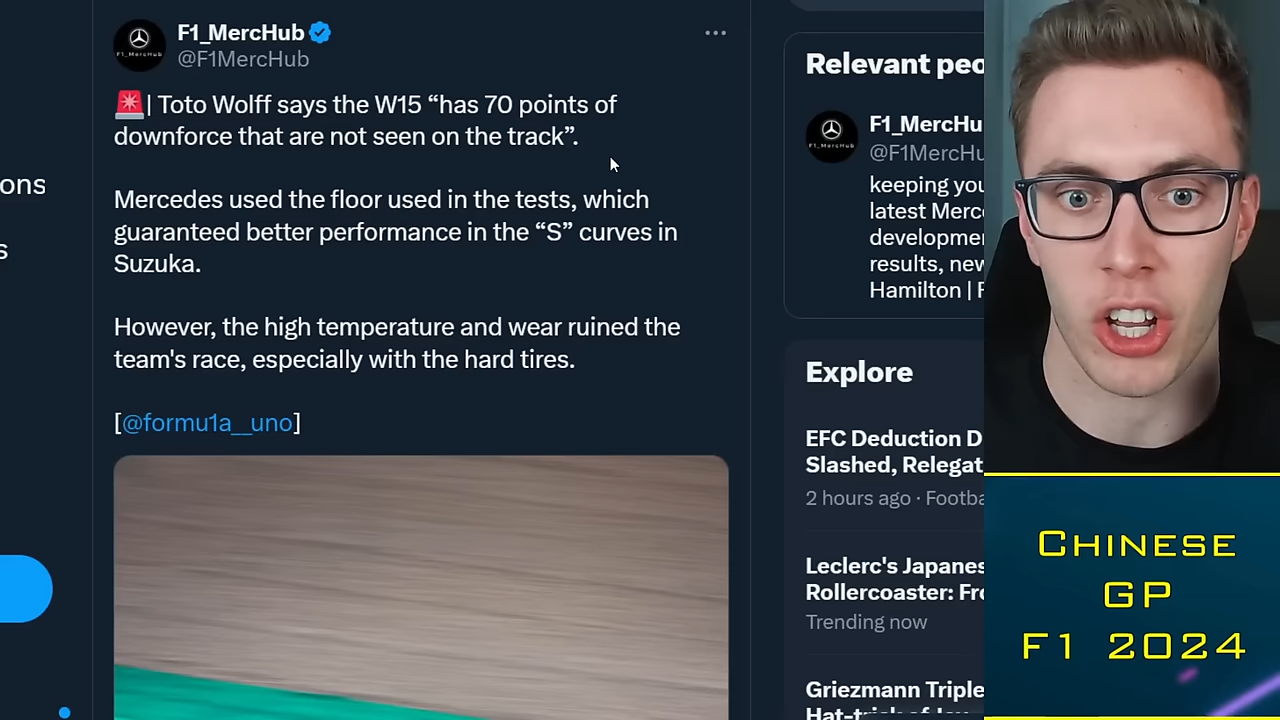 F1_MercHub
@F1MercHub
🚨| Toto Wolff says the W15 “has 70 points of
downforce that are not seen on the track”.
Mercedes used the floor used in the tests, which
guaranteed better performance in the “S” curves in
Suzuka.
However, the high temperature and wear ruined the
team's race, especially with the hard tires.
[@formu1a__uno]
ons
s
Relevant peo
F1_MercHu
@F1MercHu
keeping you
latest Merc
developmen
results, new
Hamilton | F
Explore
EFC Deduction D
Slashed, Relegat
2 hours ago · Footba
Leclerc's Japanes
Rollercoaster: Fro
Trending now
Griezmann Triple
CHINESE
GP
F1 2024